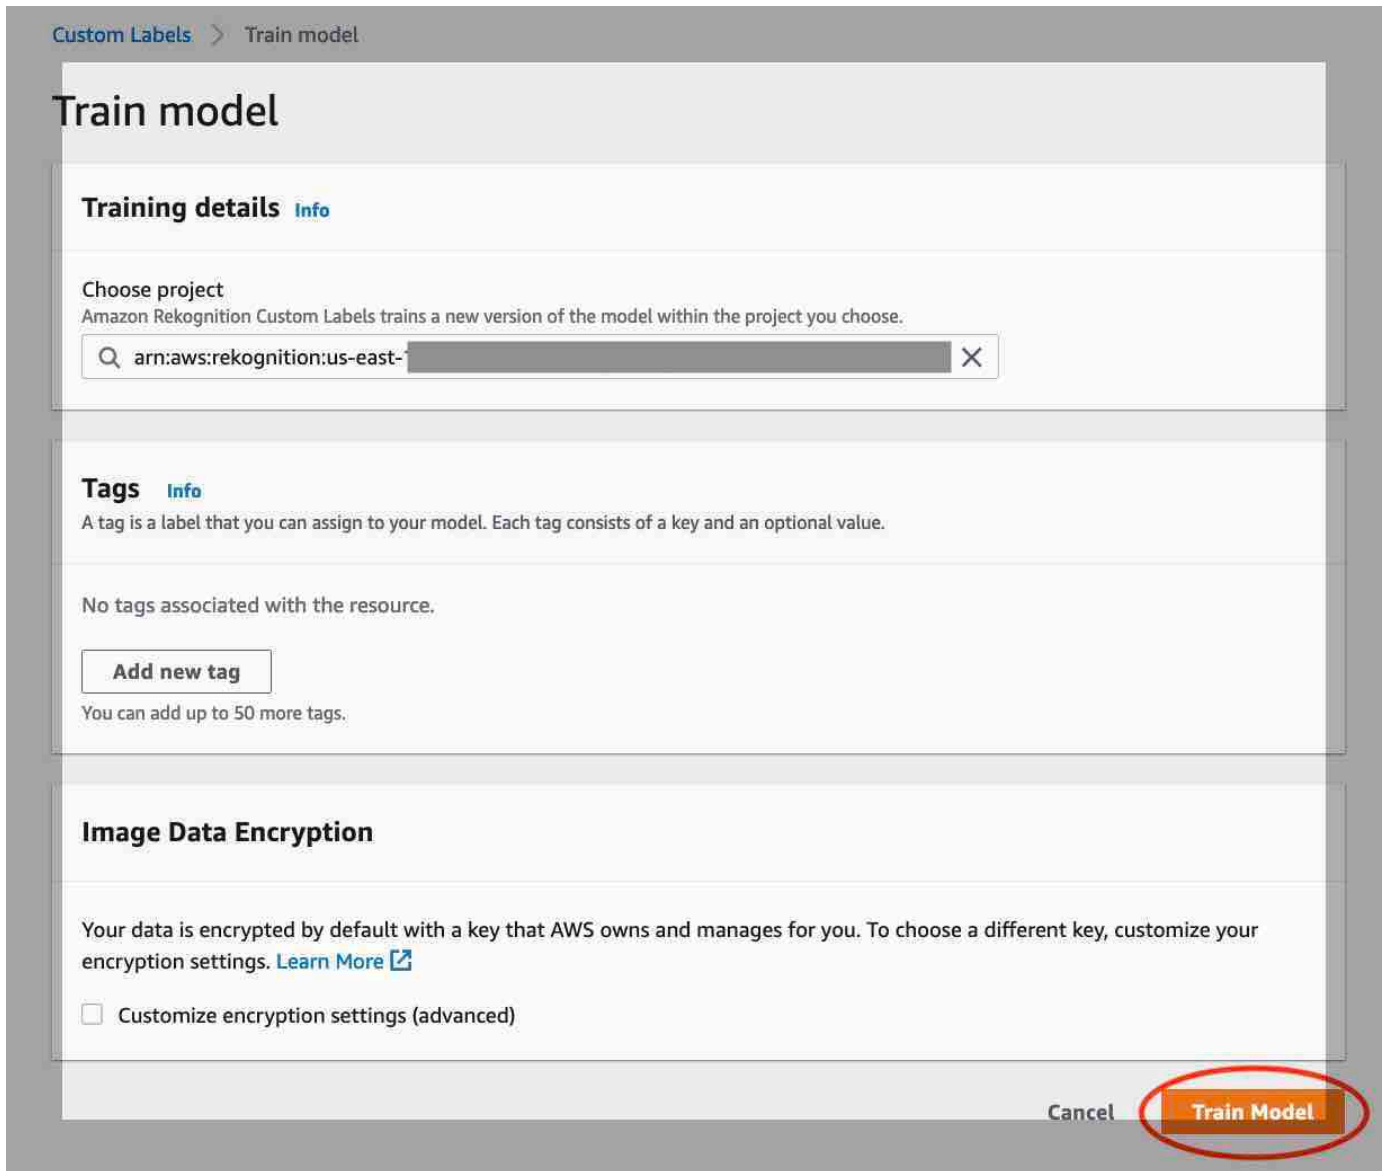 Custom Labels > Train model
Train model
Training details Info
Choose project
Amazon Rekognition Custom Labels trains a new version of the model within the project you choose.
arn:aws:rekognition:us-east-
Tags Info
A tag is a label that you can assign to your model. Each tag consists of a key and an optional value.
No tags associated with the resource.
Add new tag
You can add up to 50 more tags.
Image Data Encryption
Your data is encrypted by default with a key that AWS owns and manages for you. To choose a different key, customize your
encryption settings. Learn More
Customize encryption settings (advanced)
Cancel Train Model